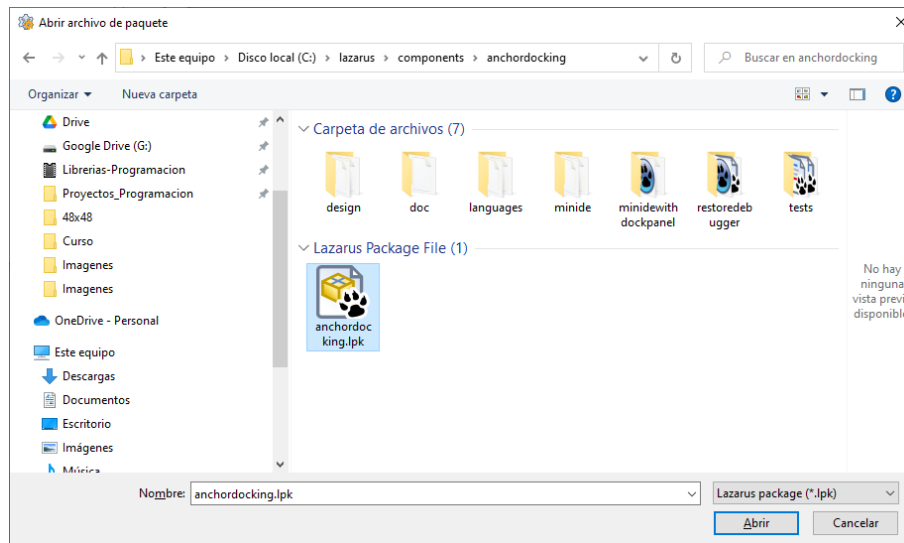 Abrir archivo de paquete
Este equipo > Disco local (C:) > lazarus > components > anchordocking
Buscar en anchordocking
Organizar
Nueva carpeta
Drive
Google Drive (G:)
Librerias-Programacion
Proyectos_Programacion
48x48
Curso
Imagenes
Imagenes
OneDrive - Personal
Este equipo
Descargas
Documentos
Escritorio
Imágenes
Música
Carpeta de archivos (7)
design
doc
languages
minide
minidewith
dockpanel
restoredeb
ugger
tests
Lazarus Package File (1)
anchordoc
king.lpk
No hay
ninguna
vista previ
disponible
Nombre:
anchordocking.lpk
Lazarus package (*.lpk)
Abrir
Cancelar